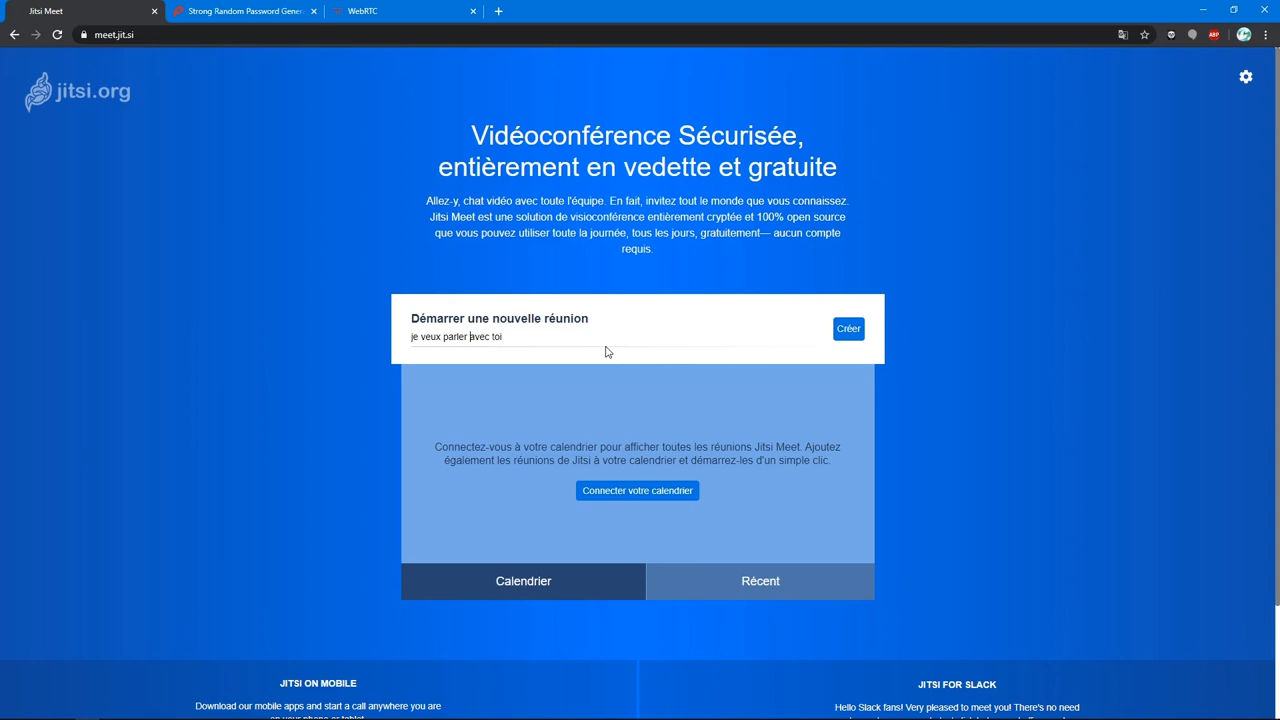 Jitsi Meet
Strong Random Password Gener
WebRTC
meet.jit.si
ABP
jitsi.org
Vidéoconférence Sécurisée,
entièrement en vedette et gratuite
Allez-y, chat vidéo avec toute l'équipe. En fait, invitez tout le monde que vous connaissez.
Jitsi Meet est une solution de visioconférence entièrement cryptée et 100% open source
que vous pouvez utiliser toute la journée, tous les jours, gratuitement— aucun compte
requis.
Démarrer une nouvelle réunion
je veux parler avec toi
Créer
Connectez-vous à votre calendrier pour afficher toutes les réunions Jitsi Meet. Ajoutez
également les réunions de Jitsi à votre calendrier et démarrez-les d'un simple clic.
Connecter votre calendrier
Calendrier
Récent
JITSI ON MOBILE
Download our mobile apps and start a call anywhere you are
on your phone or tablet
JITSI FOR SLACK
Hello Slack fans! Very pleased to meet you! There's no need